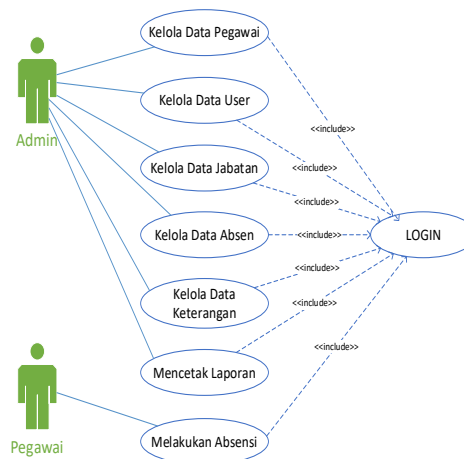 Kelola Data Pegawai
Kelola Data User
Admin
<<include>>
Kelola Data Jabatan
<<include>>
<<include>>
Kelola Data Absen
<<include>>
LOGIN
<<include>>
Kelola Data
Keterangan
<<include>>
<<include>>
Mencetak Laporan
Melakukan Absensi
Pegawai